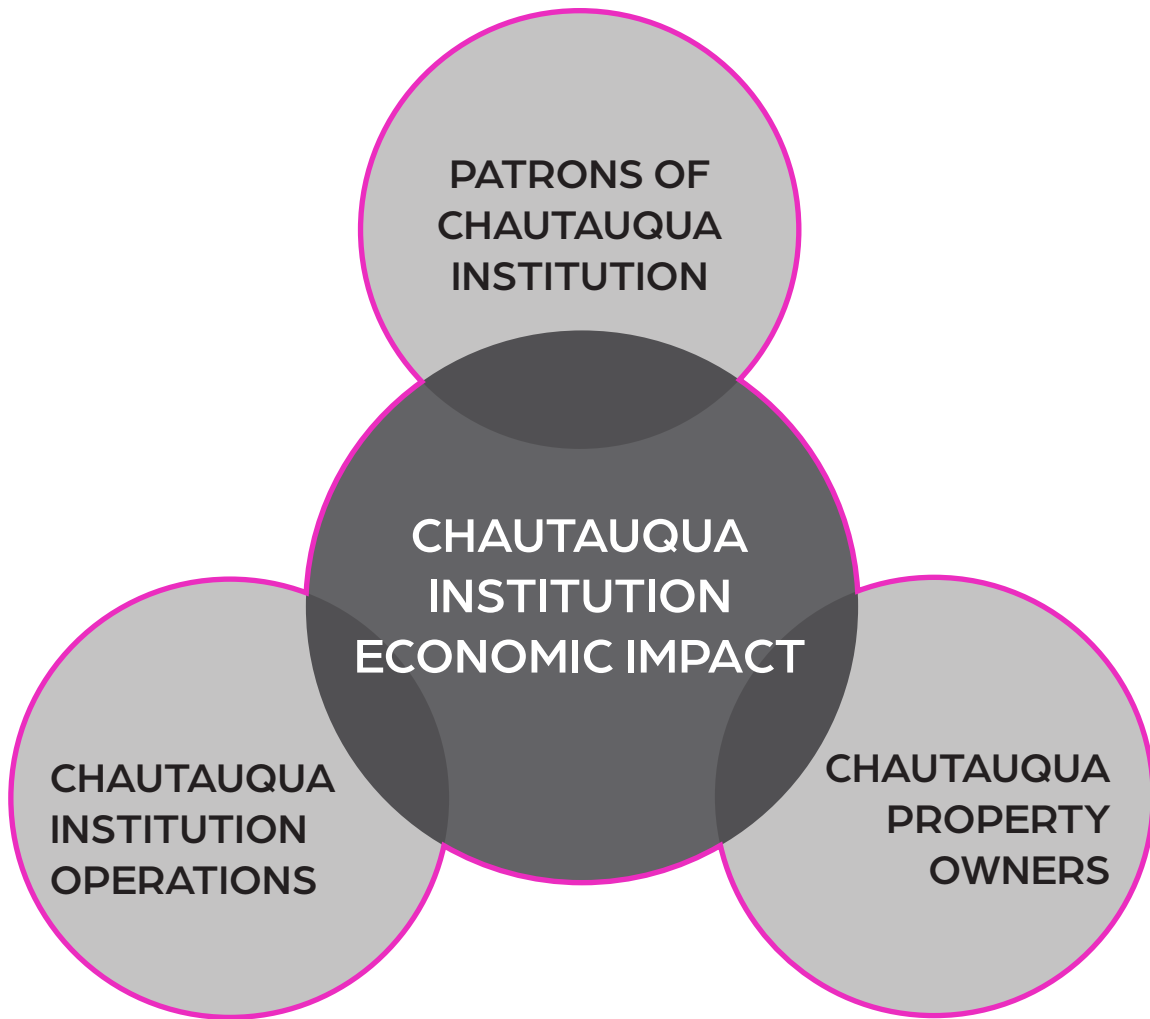 PATRONS OF
CHAUTAUQUA
INSTITUTION
CHAUTAUQUA
INSTITUTION
ECONOMIC IMPACT
CHAUTAUQUA
INSTITUTION
OPERATIONS
CHAUTAUQUA
PROPERTY
OWNERS